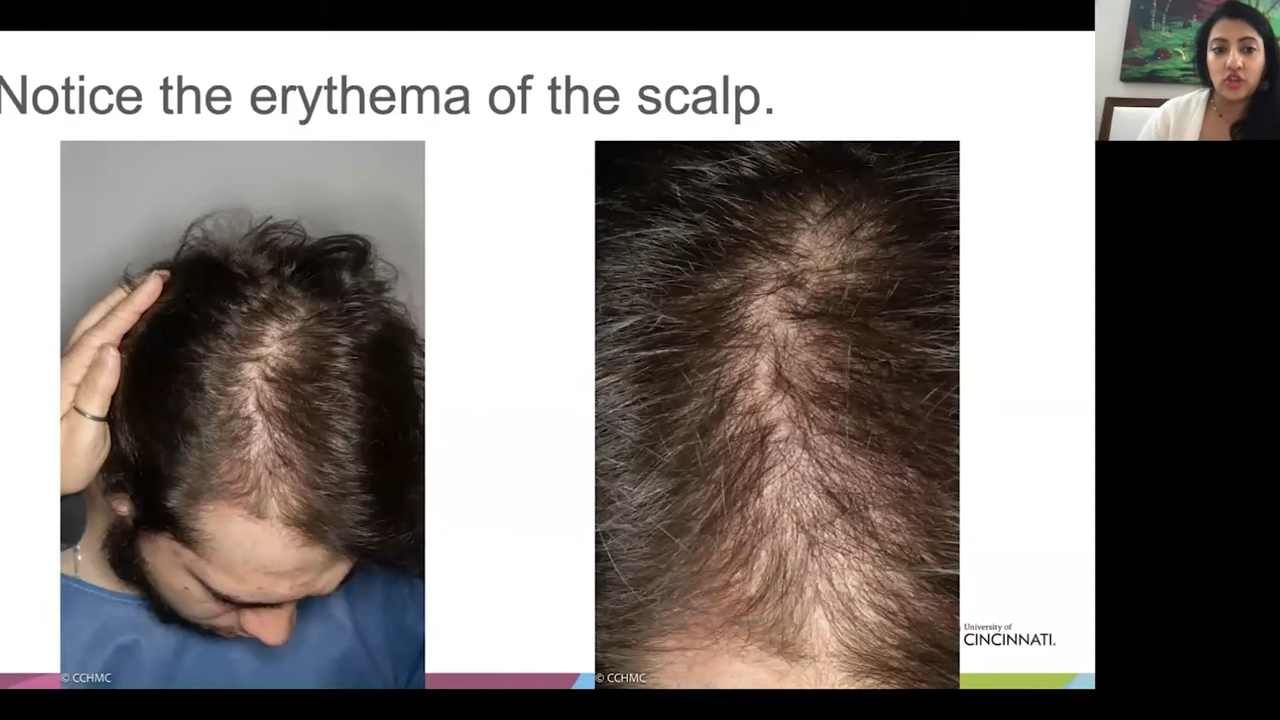 Notice the erythema of the scalp.
University of
CINCINNATI.
© CCHMC
© CCHMC